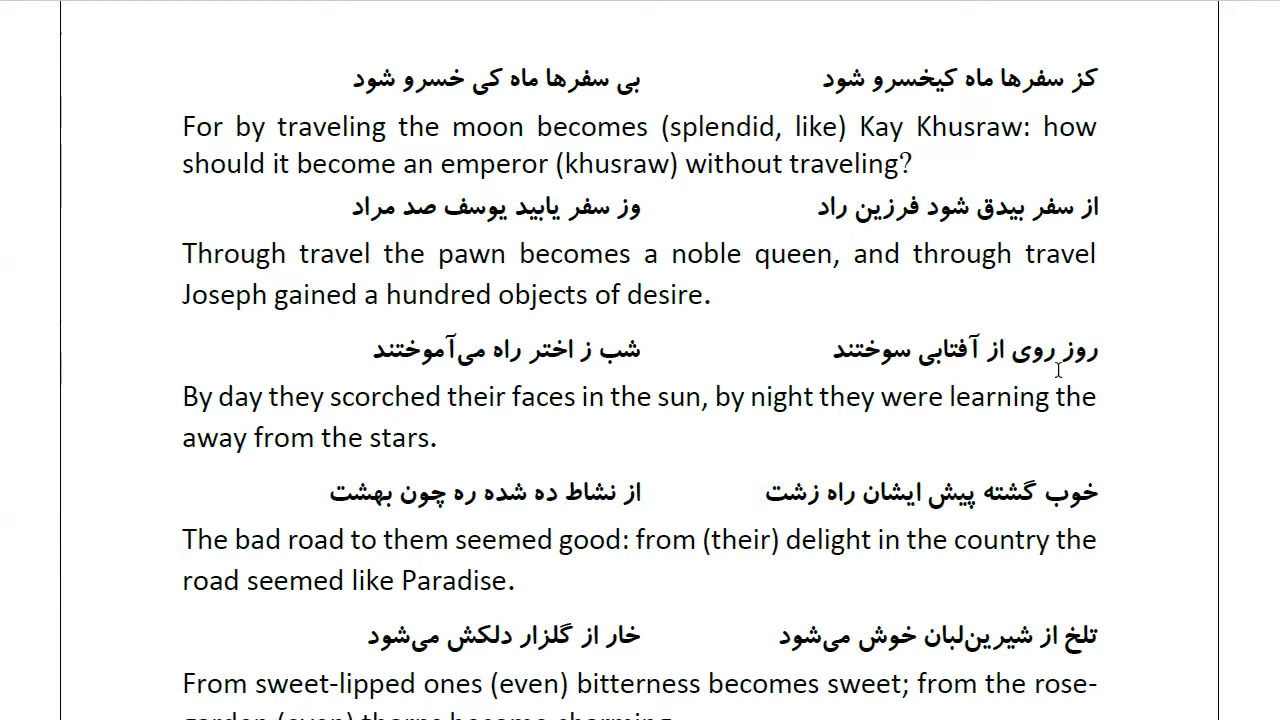 کز سفرها ماه کیخسرو شود بی سفرها ماه کی خسرو شود
For by traveling the moon becomes (splendid, like) Kay Khusraw: how
should it become an emperor (khusraw) without traveling?
از سفر بیدق شود فرزین راد وز سفر یابید یوسف صد مراد
Through travel the pawn becomes a noble queen, and through travel
Joseph gained a hundred objects of desire.
روز روی از آفتابی سوختند شب ز اختر راه می‌آموختند
By day they scorched their faces in the sun, by night they were learning the
away from the stars.
خوب گشته پیش ایشان راه زشت از نشاط ده شده ره چون بهشت
The bad road to them seemed good: from (their) delight in the country the
road seemed like Paradise.
تلخ از شیرین‌لبان خوش می‌شود خار از گلزار دلکش می‌شود
From sweet-lipped ones (even) bitterness becomes sweet; from the rose-
garden (even) thorns become charming.